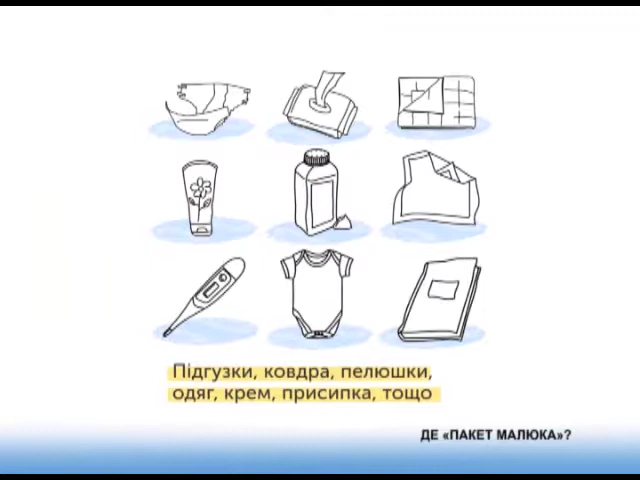 Підгузки, ковдра, пелюшки,
одяг, крем, присипка, тощо
ДЕ «ПАКЕТ МАЛЮКА»?